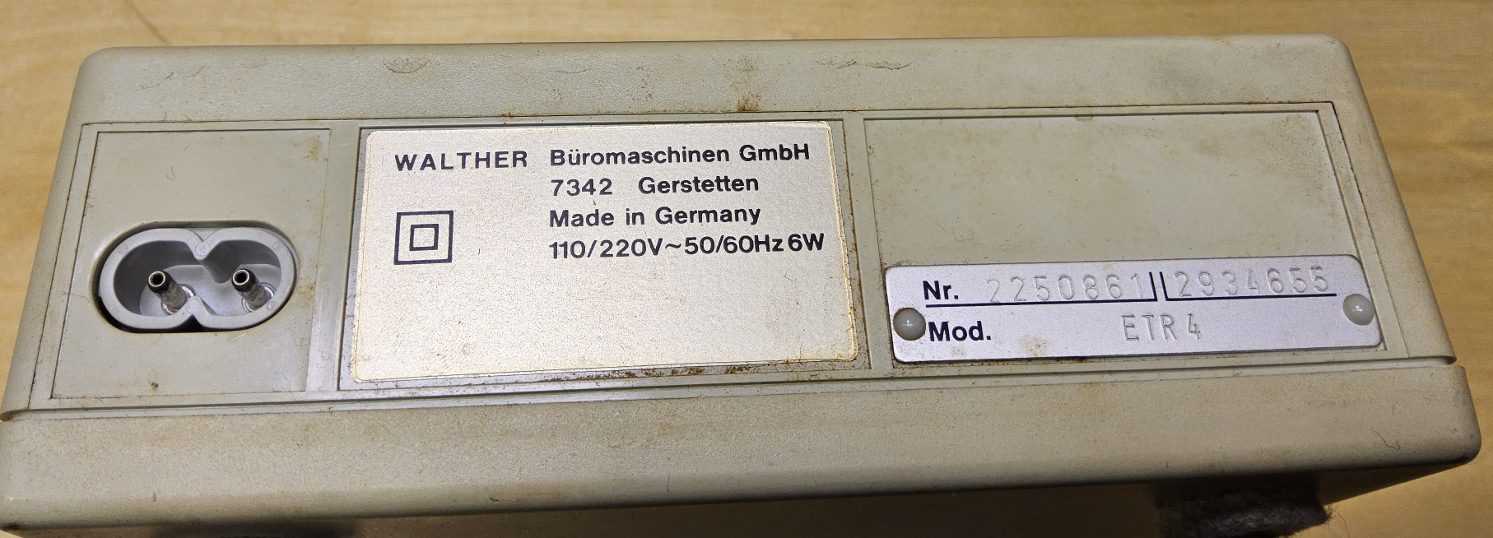 WALTHER Büromaschinen GmbH
7342 Gerstetten
Made in Germany
110/220V~50/60Hz 6W
Nr. 2250861 || 2934655
Mod. ETR 4